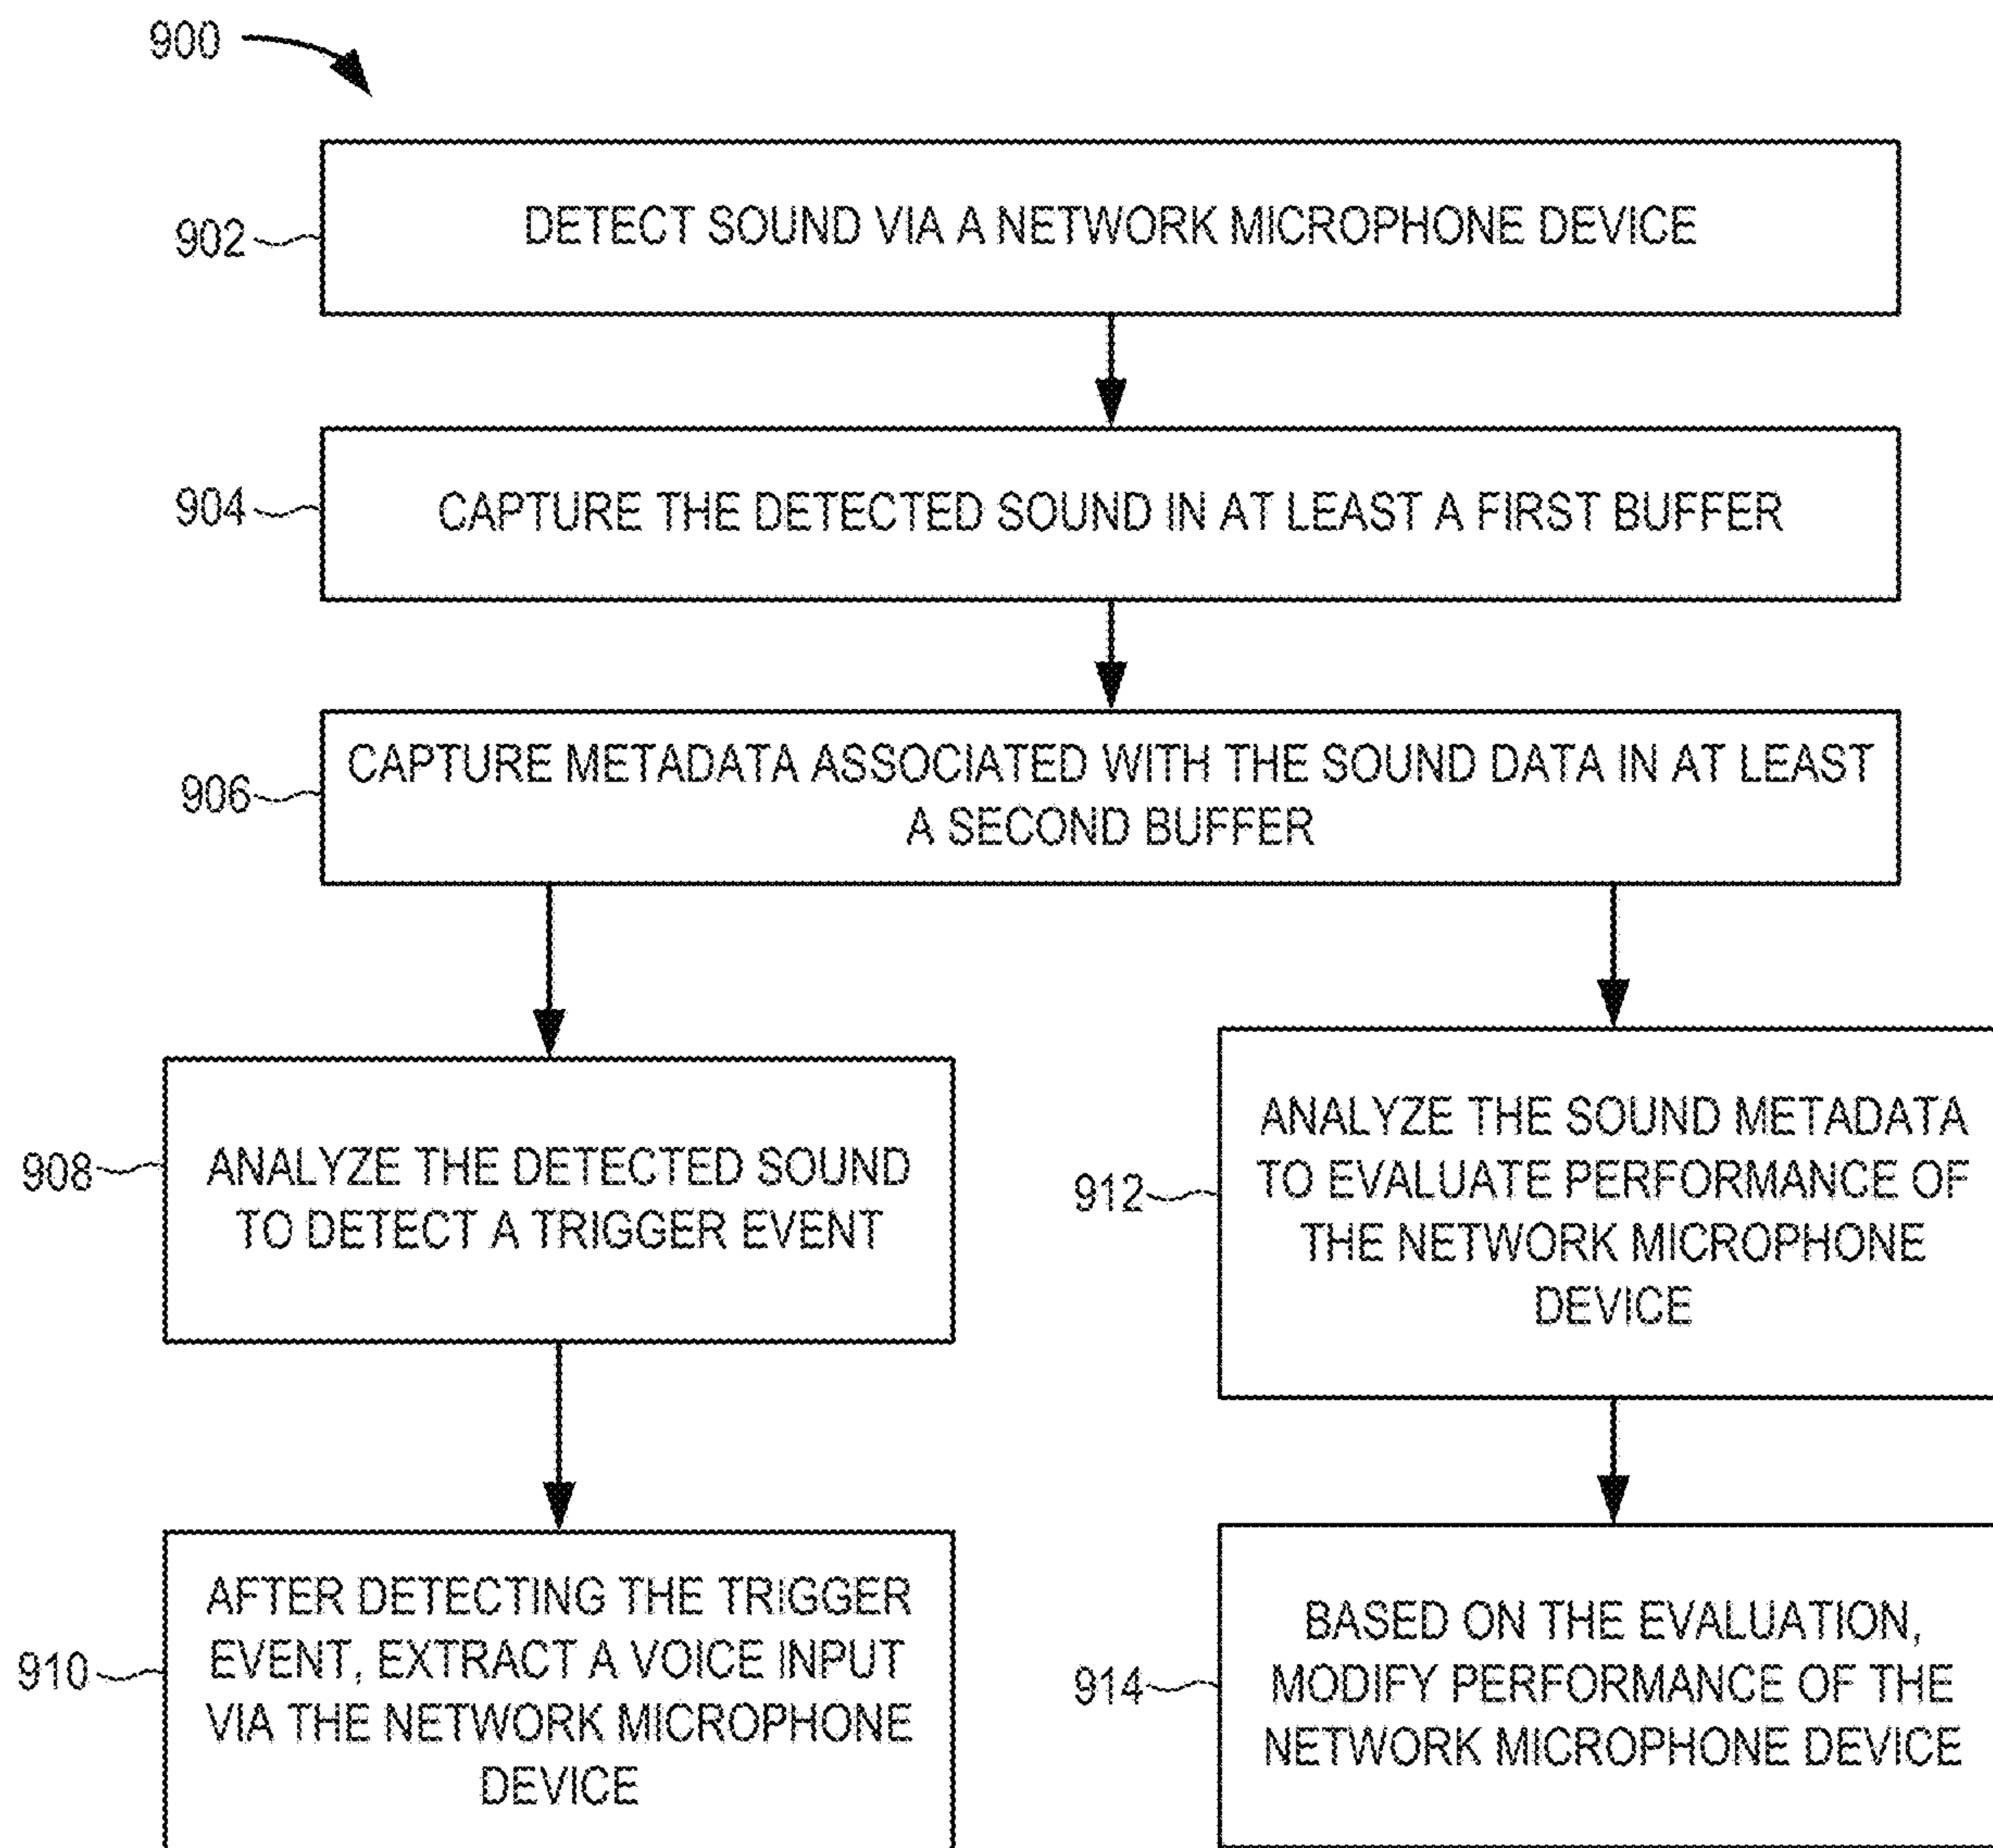 900
902
DETECT SOUND VIA A NETWORK MICROPHONE DEVICE
904
CAPTURE THE DETECTED SOUND IN AT LEAST A FIRST BUFFER
906
CAPTURE METADATA ASSOCIATED WITH THE SOUND DATA IN AT LEAST
A SECOND BUFFER
908
ANALYZE THE DETECTED SOUND
TO DETECT A TRIGGER EVENT
910
AFTER DETECTING THE TRIGGER
EVENT, EXTRACT A VOICE INPUT
VIA THE NETWORK MICROPHONE
DEVICE
912
ANALYZE THE SOUND METADATA
TO EVALUATE PERFORMANCE OF
THE NETWORK MICROPHONE
DEVICE
914
BASED ON THE EVALUATION,
MODIFY PERFORMANCE OF THE
NETWORK MICROPHONE DEVICE